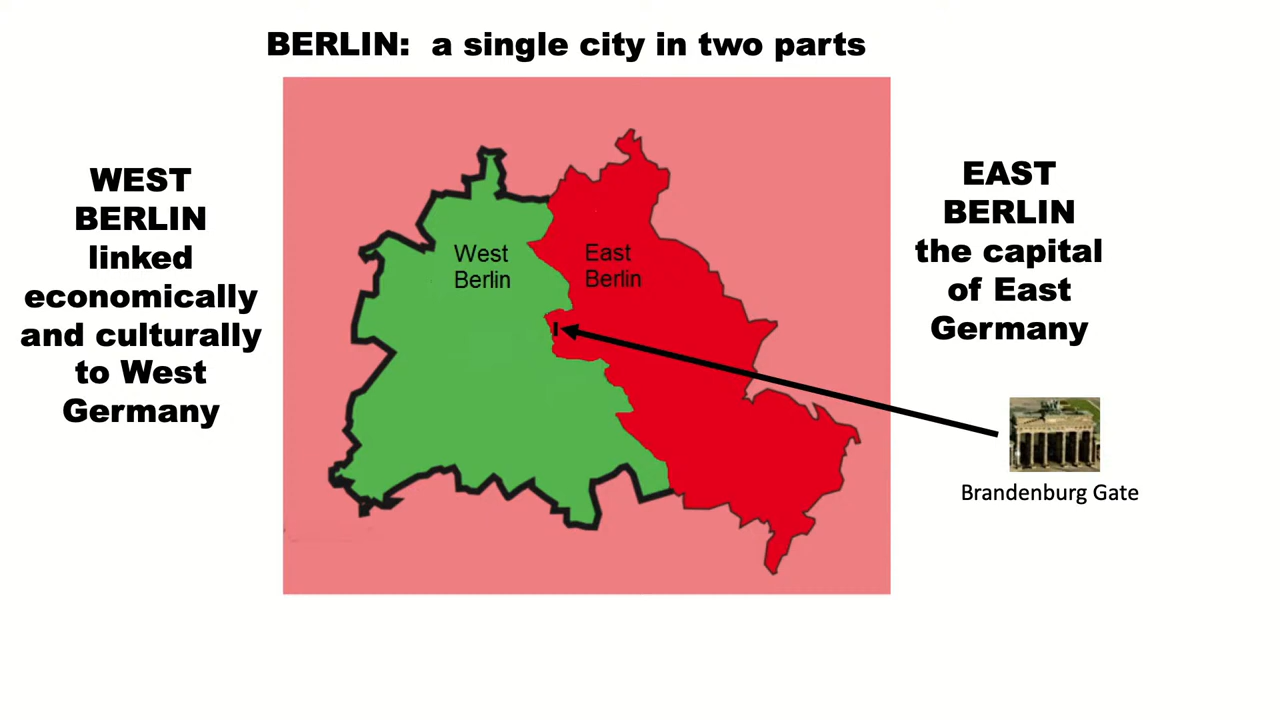 BERLIN: a single city in two parts
WEST
BERLIN
linked
economically
and culturally
to West
Germany
West
Berlin
East
Berlin
EAST
BERLIN
the capital
of East
Germany
Brandenburg Gate